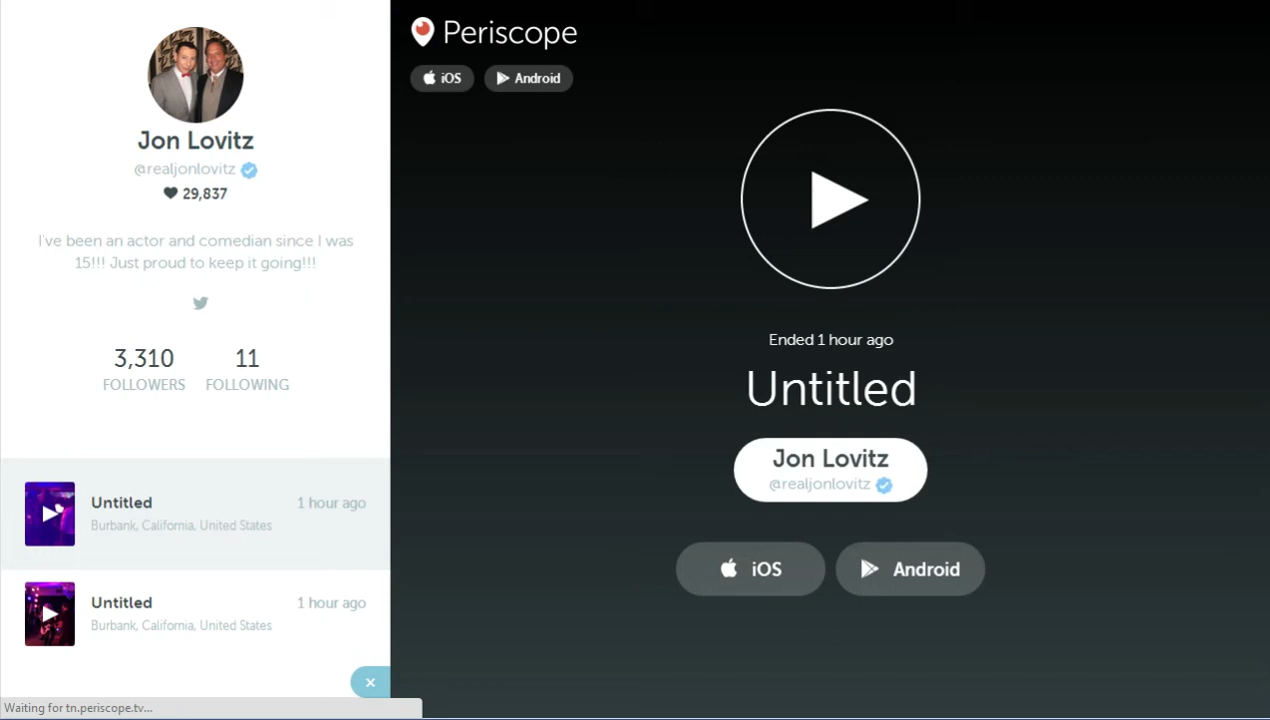 Jon Lovitz
@realjonlovitz
29,837
I've been an actor and comedian since I was
15!!! Just proud to keep it going!!!
3,310 11
FOLLOWERS FOLLOWING
Untitled 1 hour ago
Burbank, California, United States
Untitled 1 hour ago
Burbank, California, United States
Waiting for tn.periscope.tv...
Periscope
iOS Android
Ended 1 hour ago
Untitled
Jon Lovitz
@realjonlovitz
iOS Android